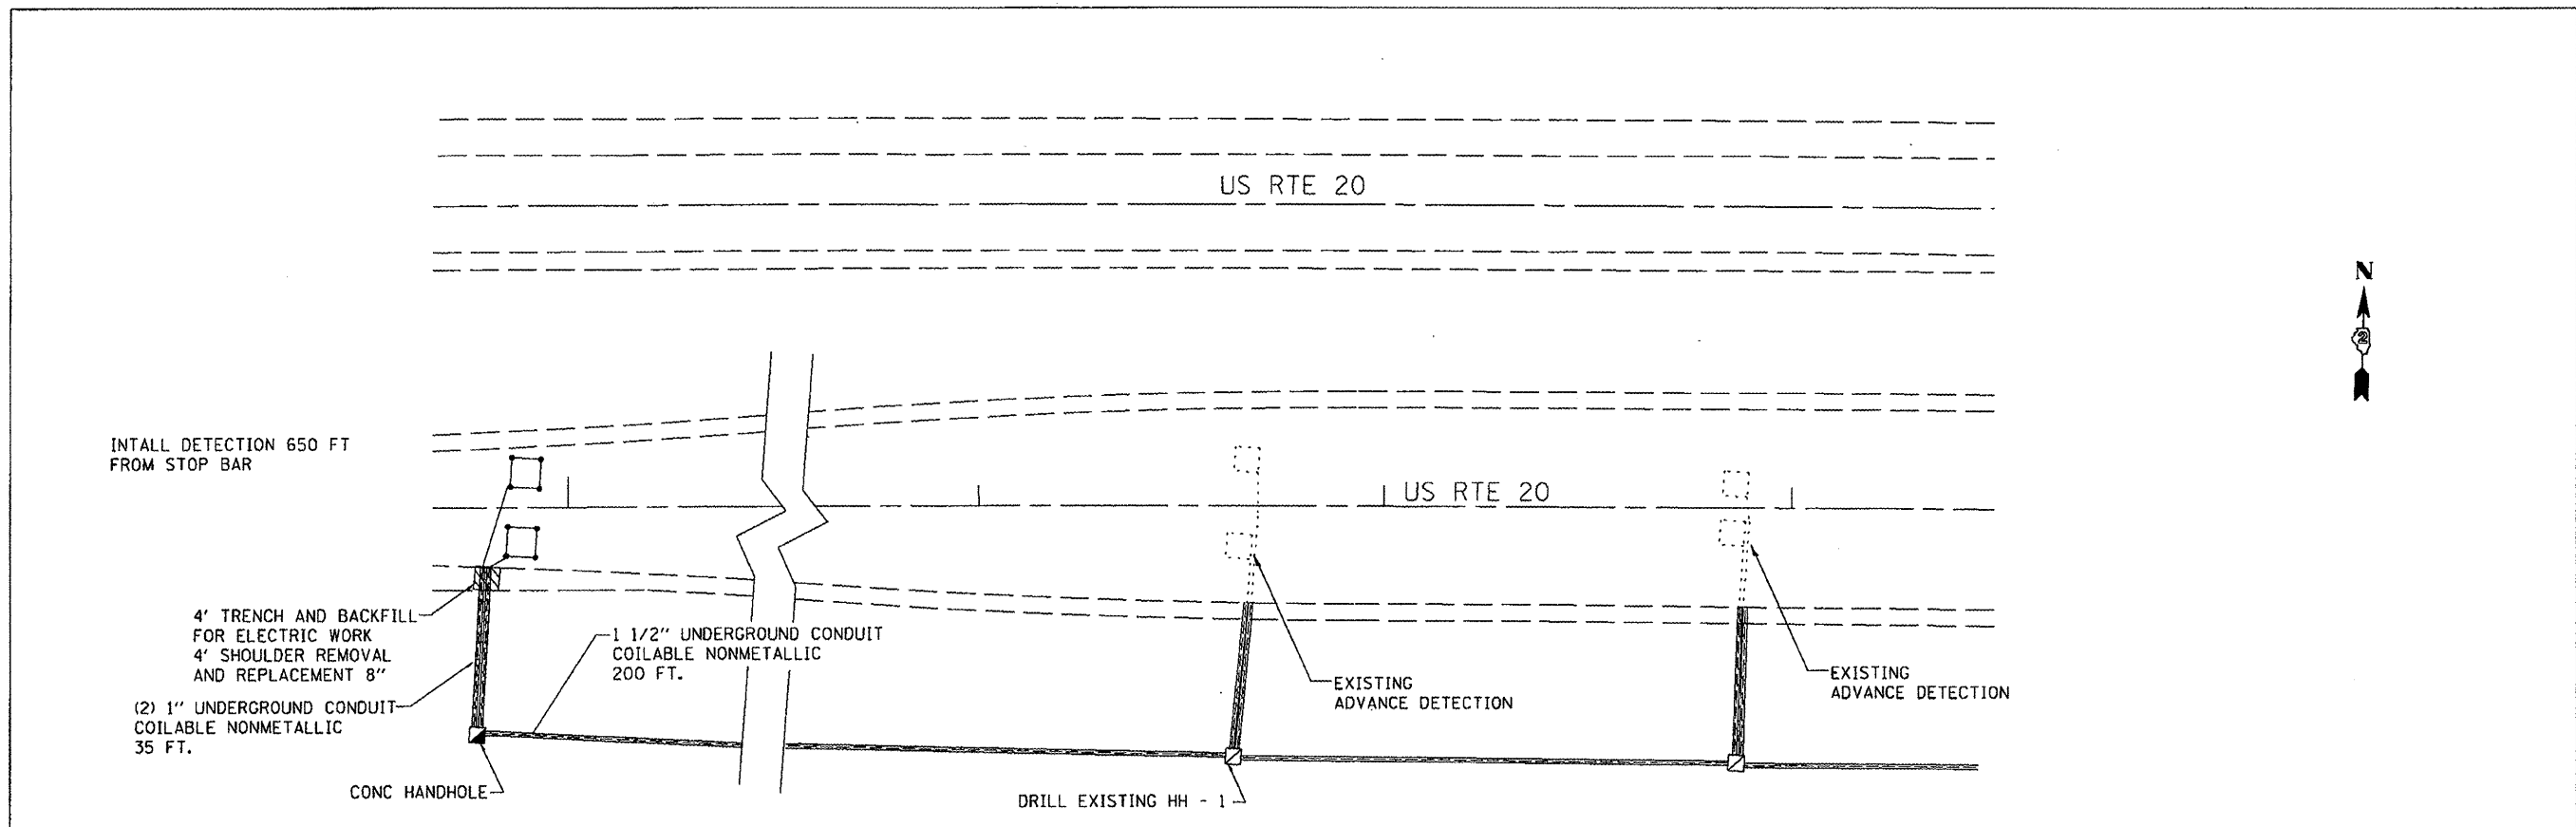 US RTE 20
N
2
INTALL DETECTION 650 FT
FROM STOP BAR
US RTE 20
4' TRENCH AND BACKFILL
FOR ELECTRIC WORK
4' SHOULDER REMOVAL
AND REPLACEMENT 8"
1 1/2" UNDERGROUND CONDUIT
COILABLE NONMETALLIC
200 FT.
(2) 1" UNDERGROUND CONDUIT
COILABLE NONMETALLIC
35 FT.
EXISTING
ADVANCE DETECTION
EXISTING
ADVANCE DETECTION
CONC HANDHOLE
DRILL EXISTING HH - 1